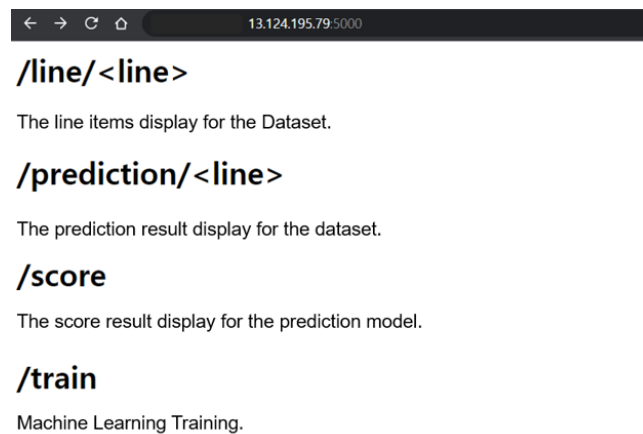 13.124.195.79:5000
/line/<line>
The line items display for the Dataset.
/prediction/<line>
The prediction result display for the dataset.
/score
The score result display for the prediction model.
/train
Machine Learning Training.